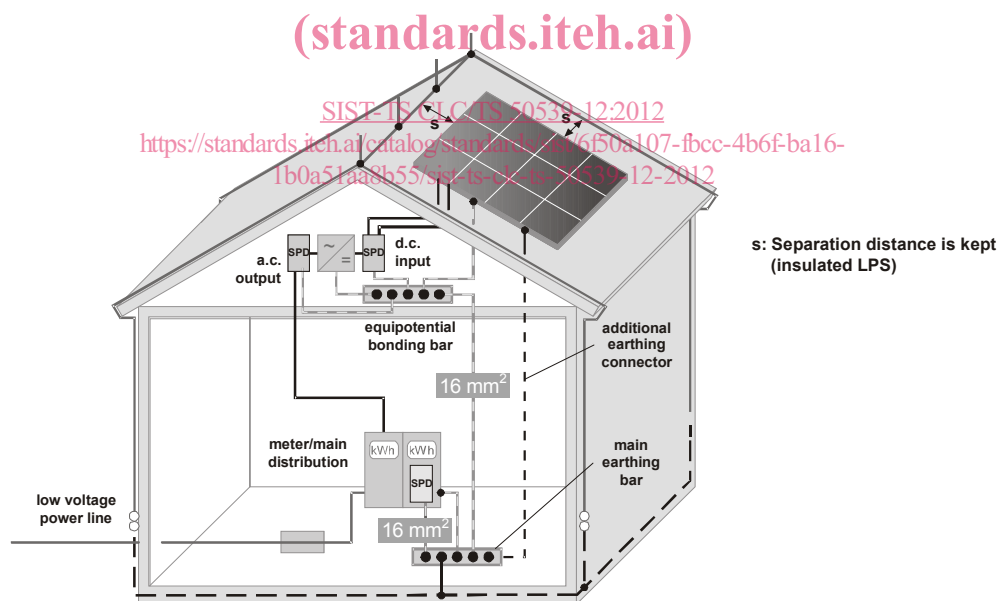 (standards.iteh.ai)
SIST-TS CLC/TS 50539-12:2012
https://standards.iteh.ai/catalog/standards/sist/6f50a107-fbcc-4b6f-ba16-
1b0a51aa8b55/sist-ts-clc-ts-50539-12-2012
s
s
s: Separation distance is kept
(insulated LPS)
SPD
~
=
SPD
d.c.
input
a.c.
output
equipotential
bonding bar
additional
earthing
connector
16 mm²
meter/main
distribution
kWh
kWh
SPD
main
earthing
bar
low voltage
power line
16 mm²